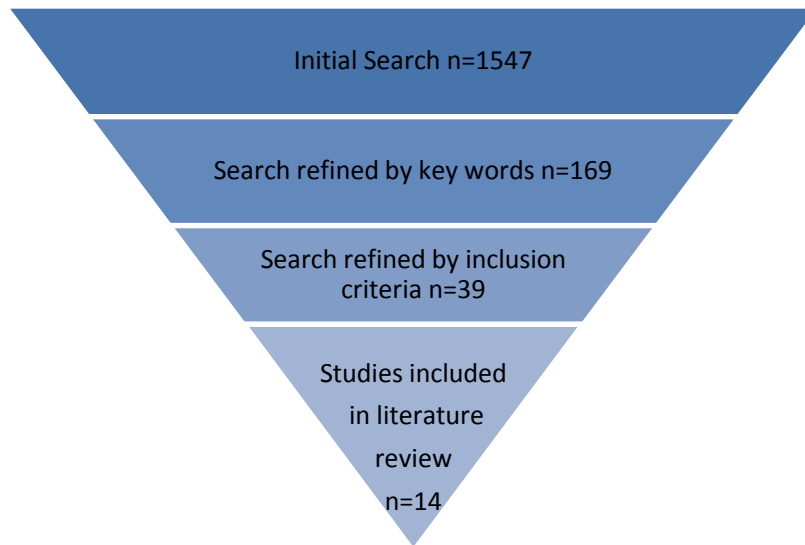 Initial Search n=1547
Search refined by key words n=169
Search refined by inclusion
criteria n=39
Studies included
in literature
review
n=14